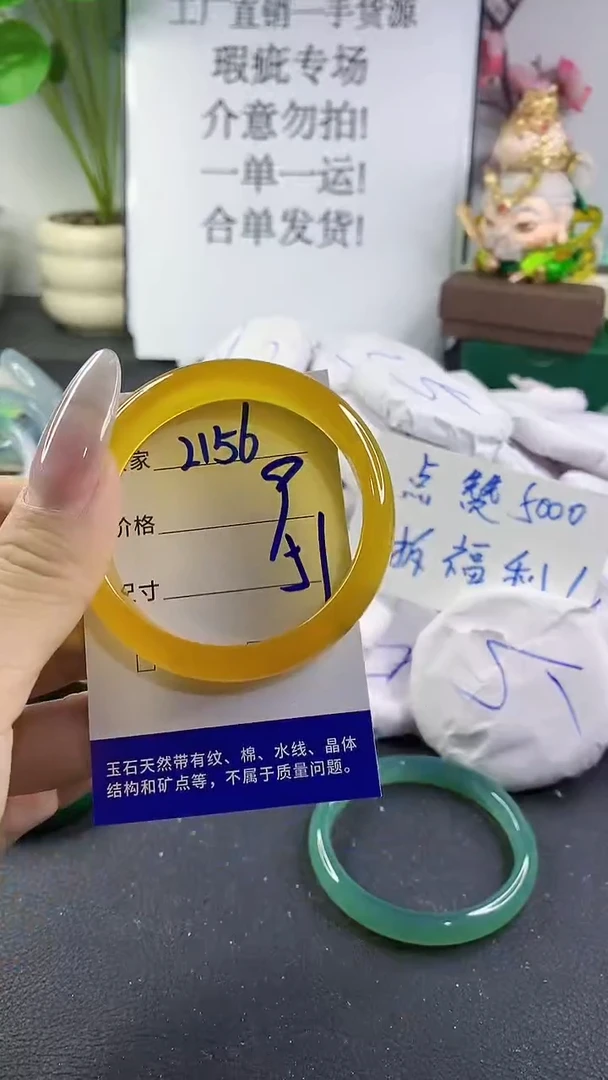 工厂直销—手货源
瑕疵专场
介意勿拍!
一单一运!
合单发货!
家 2156
价格
尺寸
点赞5000
拆福利
玉石天然带有纹、棉、水线、晶体
结构和矿点等，不属于质量问题。